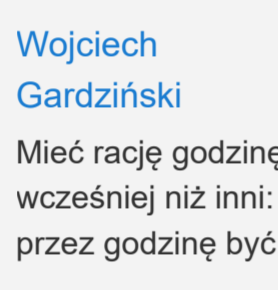 Wojciech
Gardziński
Mieć rację godzinę
wcześniej niż inni:
przez godzinę być